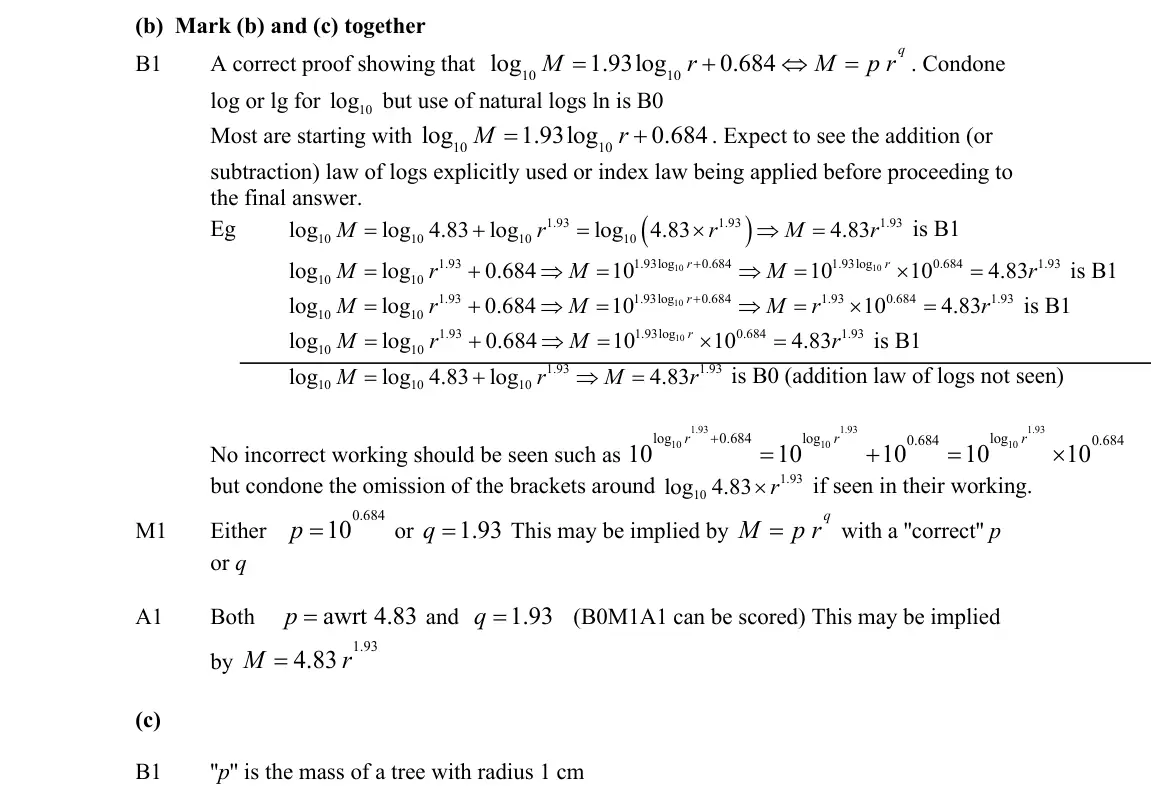 (b) Mark (b) and (c) together
B1 A correct proof showing that log₁₀ M = 1.93log₁₀ r + 0.684 ⇔ M = p r^q . Condone
log or lg for log₁₀ but use of natural logs ln is B0
Most are starting with log₁₀ M = 1.93log₁₀ r + 0.684 . Expect to see the addition (or
subtraction) law of logs explicitly used or index law being applied before proceeding to
the final answer.
Eg log₁₀ M = log₁₀ 4.83 + log₁₀ r^1.93 = log₁₀ (4.83 × r^1.93) ⇒ M = 4.83r^1.93 is B1
log₁₀ M = log₁₀ r^1.93 + 0.684 ⇒ M = 10^(1.93log₁₀ r+0.684) ⇒ M = 10^(1.93log₁₀ r) × 10^0.684 = 4.83r^1.93 is B1
log₁₀ M = log₁₀ r^1.93 + 0.684 ⇒ M = 10^(1.93log₁₀ r+0.684) ⇒ M = r^1.93 × 10^0.684 = 4.83r^1.93 is B1
log₁₀ M = log₁₀ r^1.93 + 0.684 ⇒ M = 10^(1.93log₁₀ r) × 10^0.684 = 4.83r^1.93 is B1
log₁₀ M = log₁₀ 4.83 + log₁₀ r^1.93 ⇒ M = 4.83r^1.93 is B0 (addition law of logs not seen)
No incorrect working should be seen such as 10^(log₁₀ r^1.93 +0.684) = 10^(log₁₀ r^1.93) + 10^0.684 = 10^(log₁₀ r^1.93) × 10^0.684
but condone the omission of the brackets around log₁₀ 4.83 × r^1.93 if seen in their working.
M1 Either p = 10^0.684 or q = 1.93 This may be implied by M = p r^q with a "correct" p
or q
A1 Both p = awrt 4.83 and q = 1.93 (B0M1A1 can be scored) This may be implied
by M = 4.83 r^1.93
(c)
B1 "p" is the mass of a tree with radius 1 cm